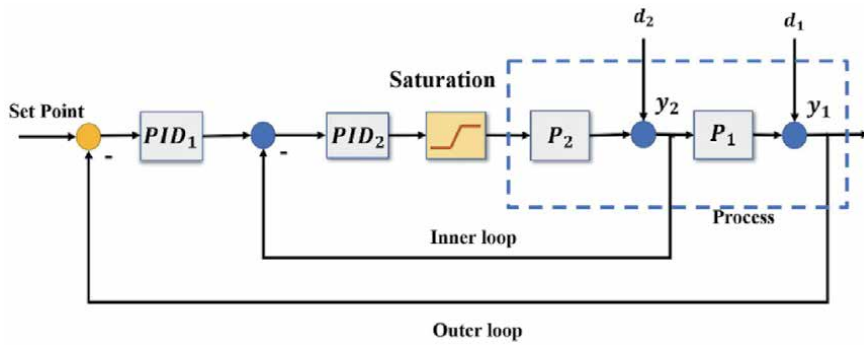 d₂
d₁
Saturation
Set Point
y₂
y₁
PID₁
PID₂
P₂
P₁
-
-
Process
Inner loop
Outer loop